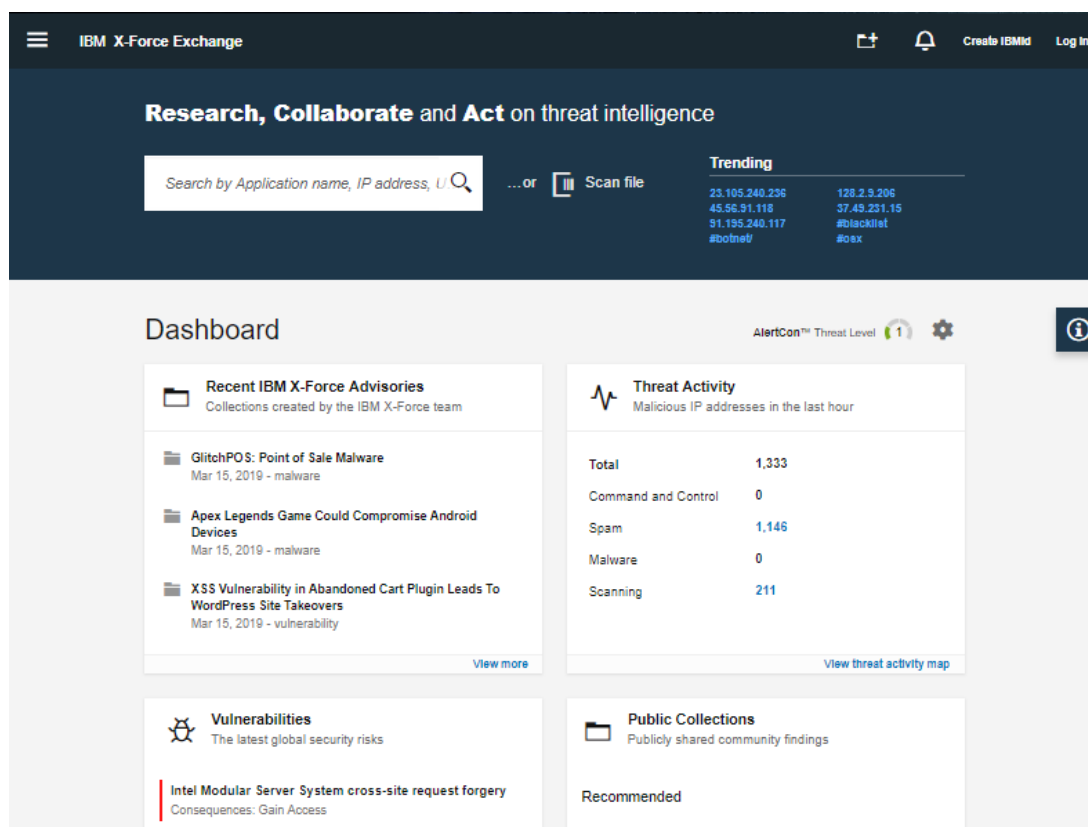 IBM X-Force Exchange
Create IBMid
Log In
Research, Collaborate and Act on threat intelligence
Search by Application name, IP address, U
...or
Scan file
Trending
23.105.240.236
128.2.9.206
45.56.91.118
37.49.231.15
91.195.240.117
#blacklist
#botnet/
#osx
Dashboard
AlertCon™ Threat Level
1
Recent IBM X-Force Advisories
Collections created by the IBM X-Force team
GlitchPOS: Point of Sale Malware
Mar 15, 2019 - malware
Apex Legends Game Could Compromise Android
Devices
Mar 15, 2019 - malware
XSS Vulnerability in Abandoned Cart Plugin Leads To
WordPress Site Takeovers
Mar 15, 2019 - vulnerability
View more
Threat Activity
Malicious IP addresses in the last hour
Total 1,333
Command and Control 0
Spam 1,146
Malware 0
Scanning 211
View threat activity map
Vulnerabilities
The latest global security risks
Intel Modular Server System cross-site request forgery
Consequences: Gain Access
Public Collections
Publicly shared community findings
Recommended